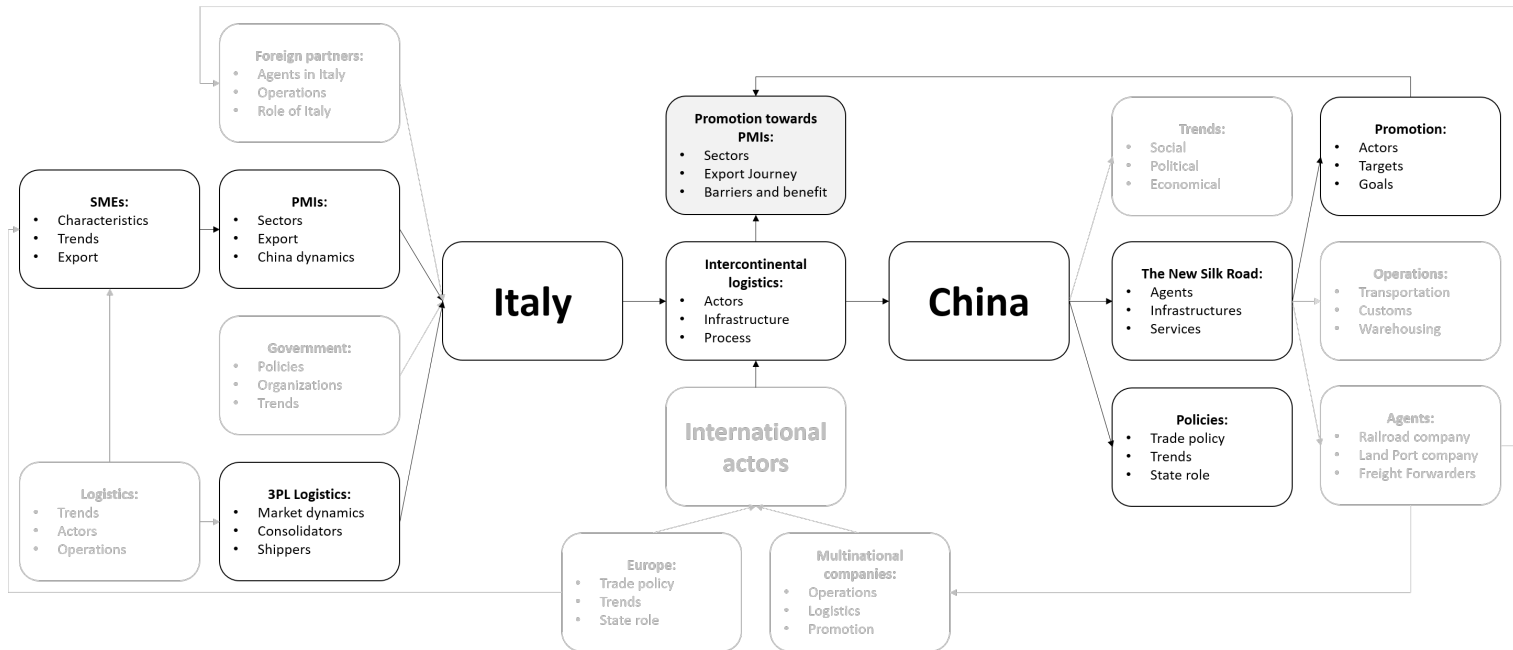 Foreign partners:
• Agents in Italy
• Operations
• Role of Italy
SMEs:
• Characteristics
• Trends
• Export
PMIs:
• Sectors
• Export
• China dynamics
Government:
• Policies
• Organizations
• Trends
Logistics:
• Trends
• Actors
• Operations
3PL Logistics:
• Market dynamics
• Consolidators
• Shippers
Italy
Promotion towards
PMIs:
• Sectors
• Export Journey
• Barriers and benefit
Intercontinental
logistics:
• Actors
• Infrastructure
• Process
International
actors
Europe:
• Trade policy
• Trends
• State role
Multinational
companies:
• Operations
• Logistics
• Promotion
China
Trends:
• Social
• Political
• Economical
The New Silk Road:
• Agents
• Infrastructures
• Services
Policies:
• Trade policy
• Trends
• State role
Promotion:
• Actors
• Targets
• Goals
Operations:
• Transportation
• Customs
• Warehousing
Agents:
• Railroad company
• Land Port company
• Freight Forwarders